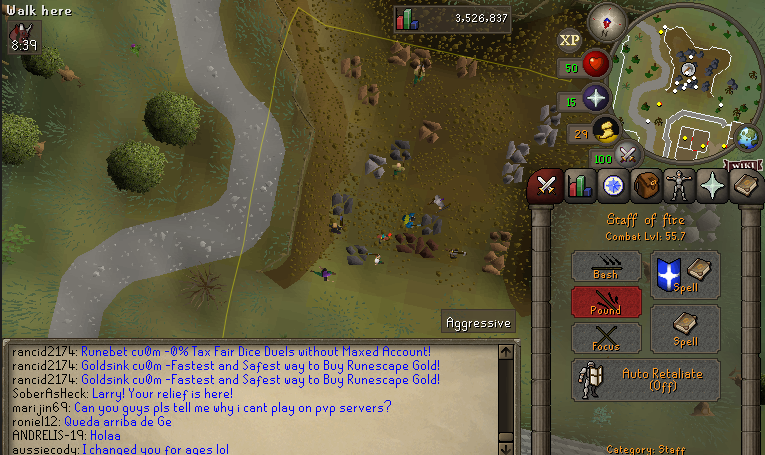 Walk here
8:39
3,526,837
XP
50
15
29
100
WIKI
Staff of fire
Combat Lvl: 55.7
Bash
Spell
Pound
Spell
Focus
Auto Retaliate
(Off)
Category: Staff
Aggressive
rancid2174: Runebet cu0m -0% Tax Fair Dice Duels without Maxed Account!
rancid2174: Goldsink cu0m -Fastest and Safest way to Buy Runescape Gold!
rancid2174: Goldsink cu0m -Fastest and Safest way to Buy Runescape Gold!
SoberAsHeck: Larry! Your relief is here!
marijin69: Can you guys pls tell me why i cant play on pvp servers?
roniel12: Queda arriba de Ge
ANDRELIS-19: Holaa
aussiecody: I changed you for ages lol